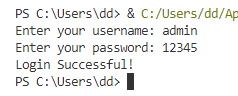 PS C:\Users\dd> & C:/Users/dd/Ap
Enter your username: admin
Enter your password: 12345
Login Successful!
PS C:\Users\dd>